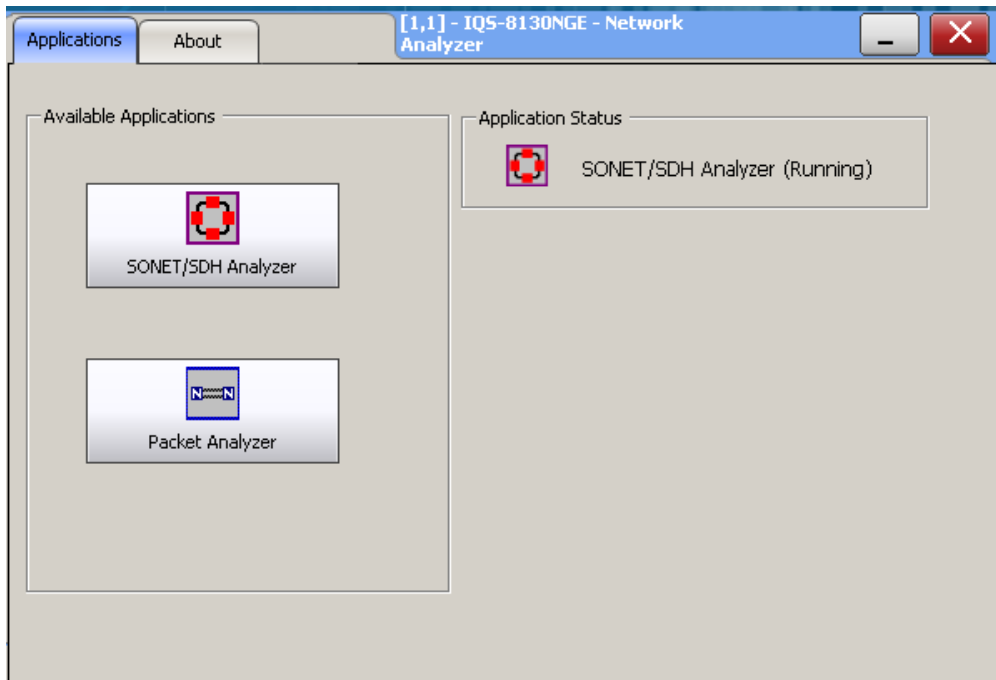 Applications
About
[1,1] - IQS-8130NGE - Network
Analyzer
Available Applications
SONET/SDH Analyzer
N N
Packet Analyzer
Application Status
SONET/SDH Analyzer (Running)